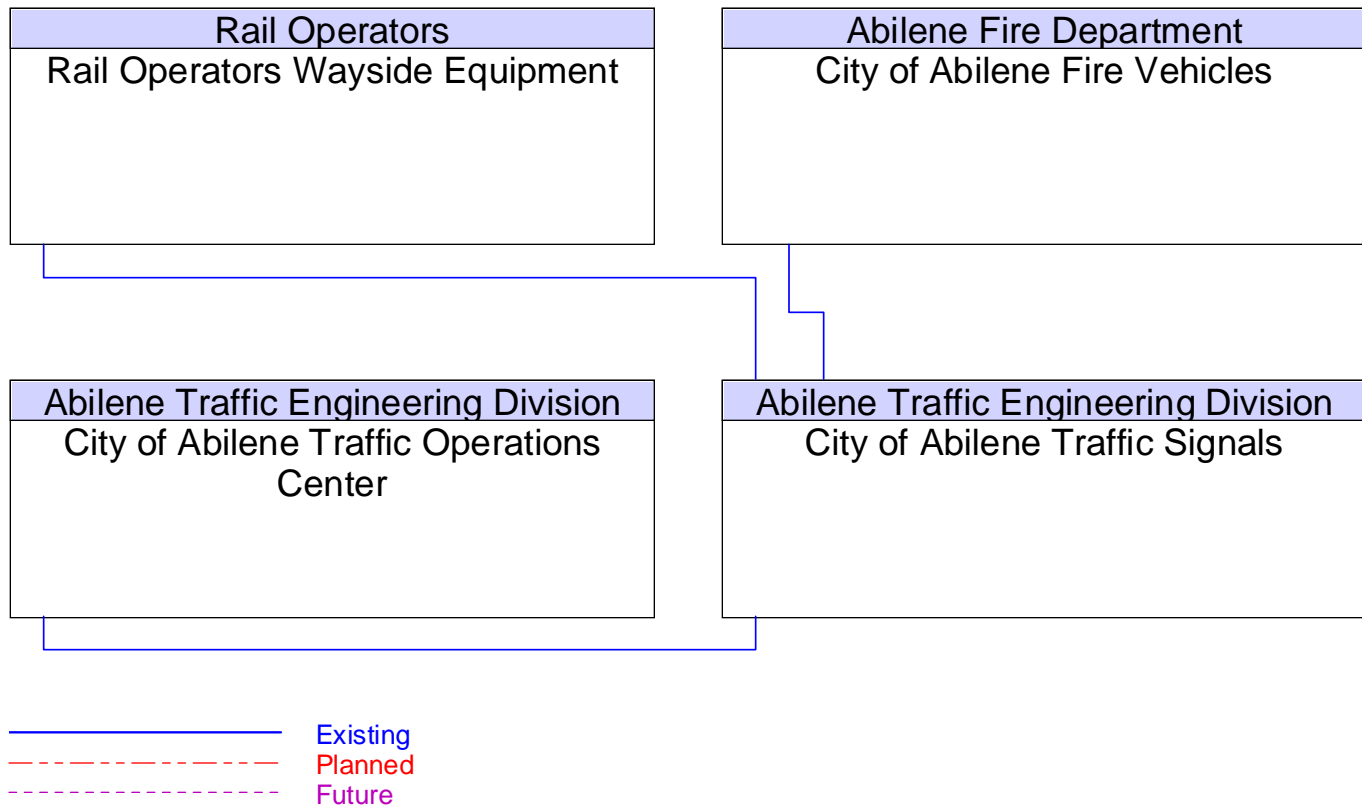 Rail Operators
Rail Operators Wayside Equipment
Abilene Fire Department
City of Abilene Fire Vehicles
Abilene Traffic Engineering Division
City of Abilene Traffic Operations
Center
Abilene Traffic Engineering Division
City of Abilene Traffic Signals
Existing
Planned
Future